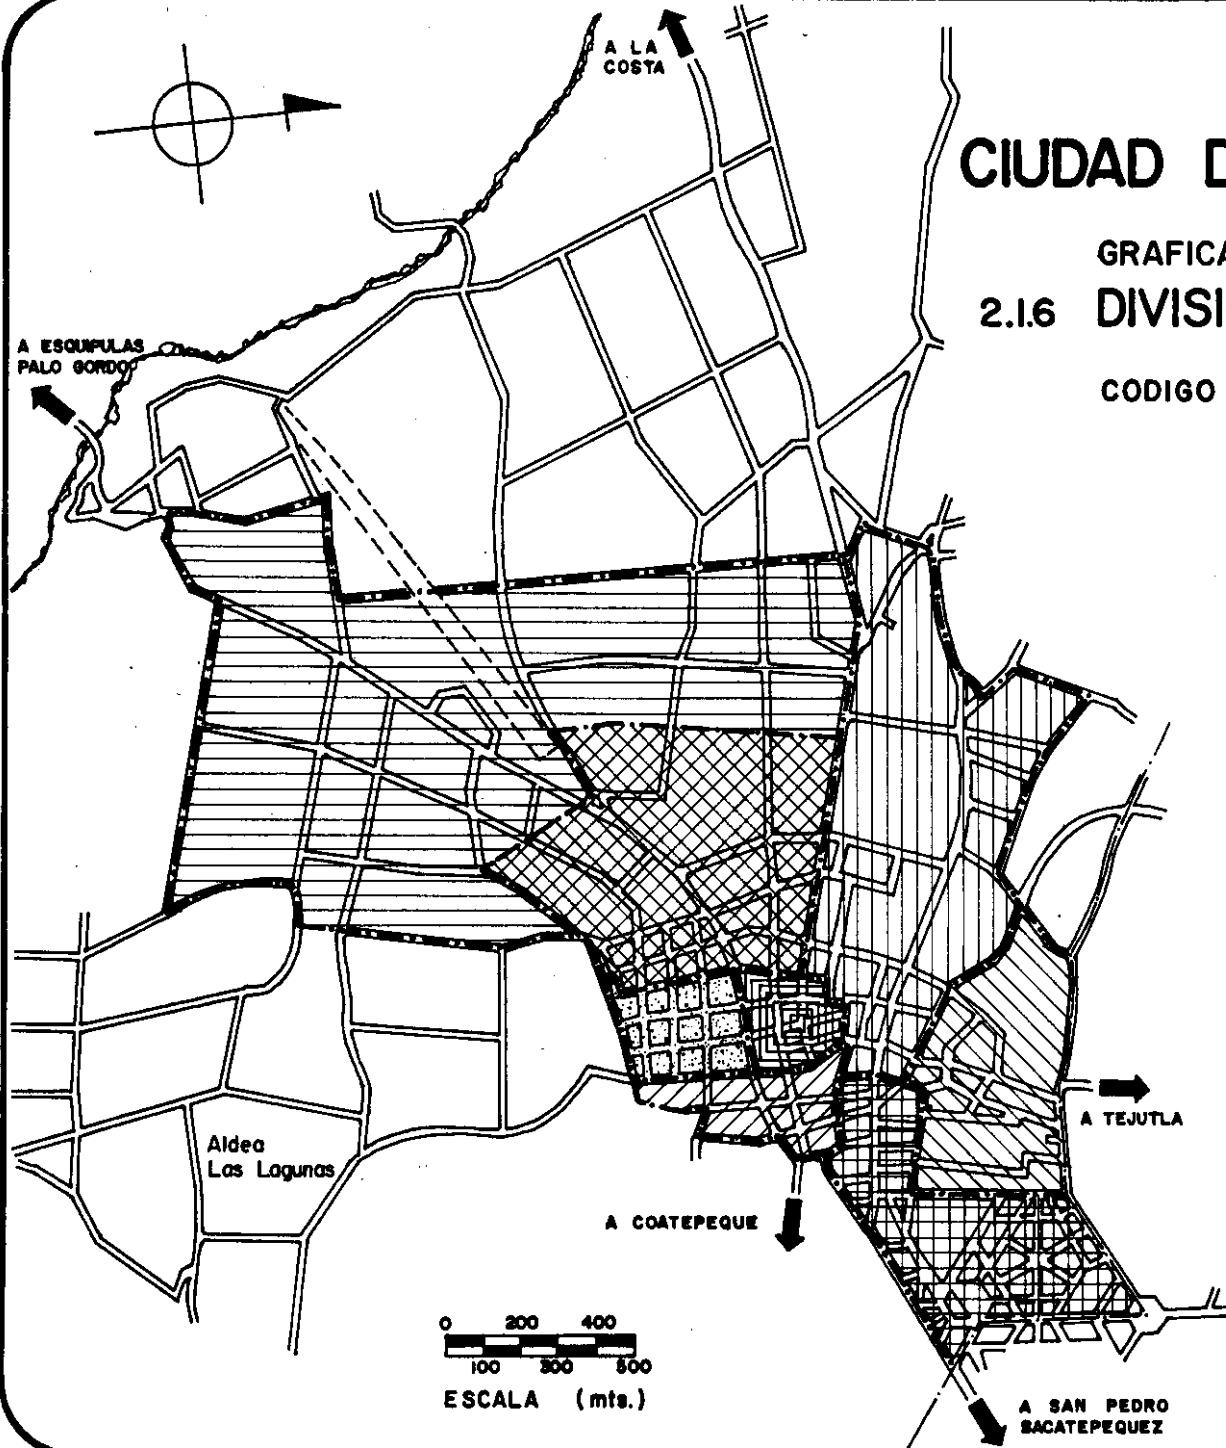 A LA
COSTA
CIUDAD D
GRAFICA
2.1.6 DIVISI
CODIGO
A ESQUIPULAS
PALO GORDO
A TEJUTLA
Aldea
Las Lagunas
A COATEPEQUE
0 200 400
100 300 500
ESCALA (mts.)
A SAN PEDRO
SACATEPEQUEZ